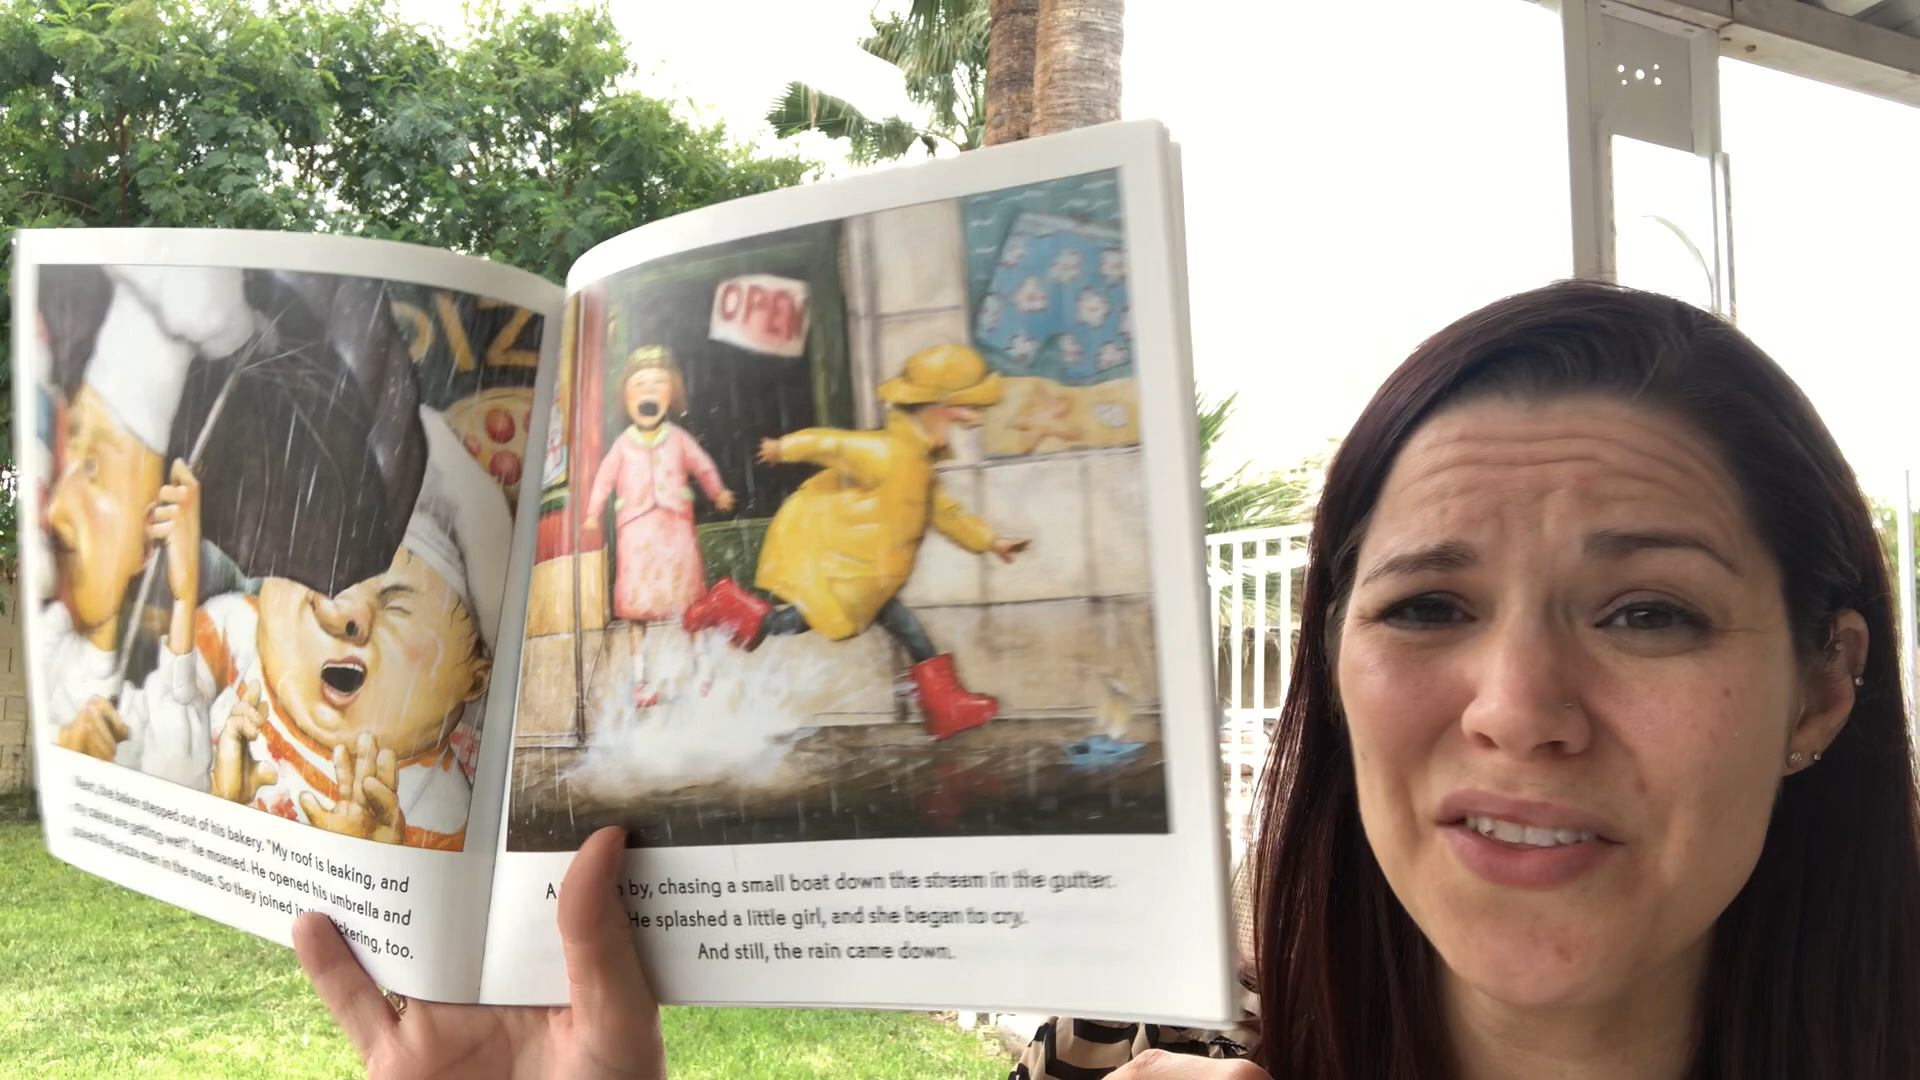 PIZ
OPEN
Next, the baker stepped out of his bakery. "My roof is leaking, and
my cakes are getting wet!" he moaned. He opened his umbrella and
poked the pizza man in the nose. So they joined in bickering, too.
A by, chasing a small boat down the stream in the gutter.
He splashed a little girl, and she began to cry.
And still, the rain came down.